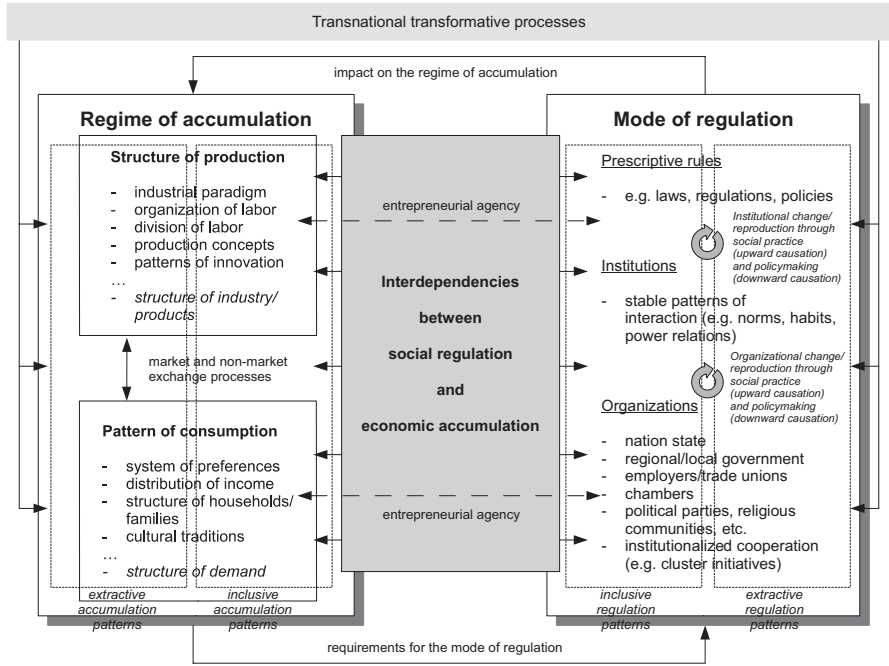 Transnational transformative processes
impact on the regime of accumulation
Regime of accumulation
Structure of production
- industrial paradigm
- organization of labor
- division of labor
- production concepts
- patterns of innovation
…
- structure of industry/
products
market and non-market
exchange processes
Pattern of consumption
- system of preferences
- distribution of income
- structure of households/
families
- cultural traditions
…
- structure of demand
extractive
accumulation
patterns
inclusive
accumulation
patterns
entrepreneurial agency
Interdependencies
between
social regulation
and
economic accumulation
entrepreneurial agency
Mode of regulation
Prescriptive rules
- e.g. laws, regulations, policies
Institutional change/
reproduction through
social practice
(upward causation)
and policymaking
(downward causation)
Institutions
- stable patterns of
interaction (e.g. norms, habits,
power relations)
Organizational change/
reproduction through
social practice
(upward causation)
and policymaking
(downward causation)
Organizations
- nation state
- regional/local government
- employers/trade unions
- chambers
- political parties, religious
communities, etc.
- institutionalized cooperation
(e.g. cluster initiatives)
inclusive
regulation
patterns
extractive
regulation
patterns
requirements for the mode of regulation